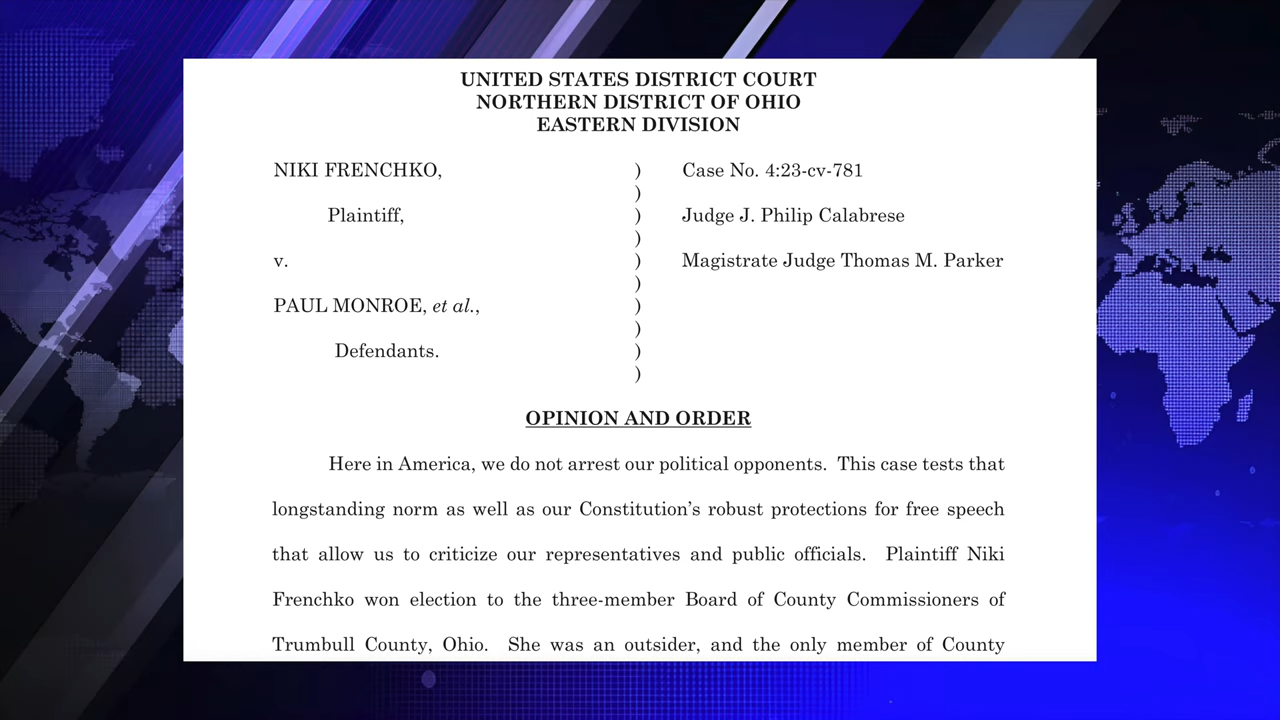 UNITED STATES DISTRICT COURT
NORTHERN DISTRICT OF OHIO
EASTERN DIVISION
NIKI FRENCHKO, ) Case No. 4:23-cv-781
)
Plaintiff, ) Judge J. Philip Calabrese
)
v. ) Magistrate Judge Thomas M. Parker
)
PAUL MONROE, et al., )
)
Defendants. )
)
OPINION AND ORDER
Here in America, we do not arrest our political opponents. This case tests that
longstanding norm as well as our Constitution’s robust protections for free speech
that allow us to criticize our representatives and public officials. Plaintiff Niki
Frenchko won election to the three-member Board of County Commissioners of
Trumbull County, Ohio. She was an outsider, and the only member of County